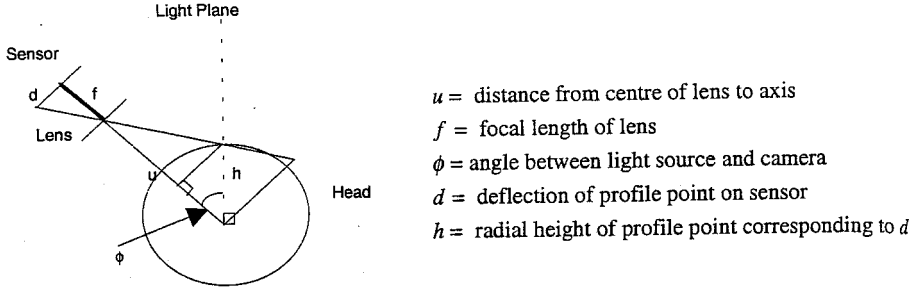 Light Plane
Sensor
d
f
Lens
u
h
Head
ϕ
u = distance from centre of lens to axis
f = focal length of lens
ϕ = angle between light source and camera
d = deflection of profile point on sensor
h = radial height of profile point corresponding to d